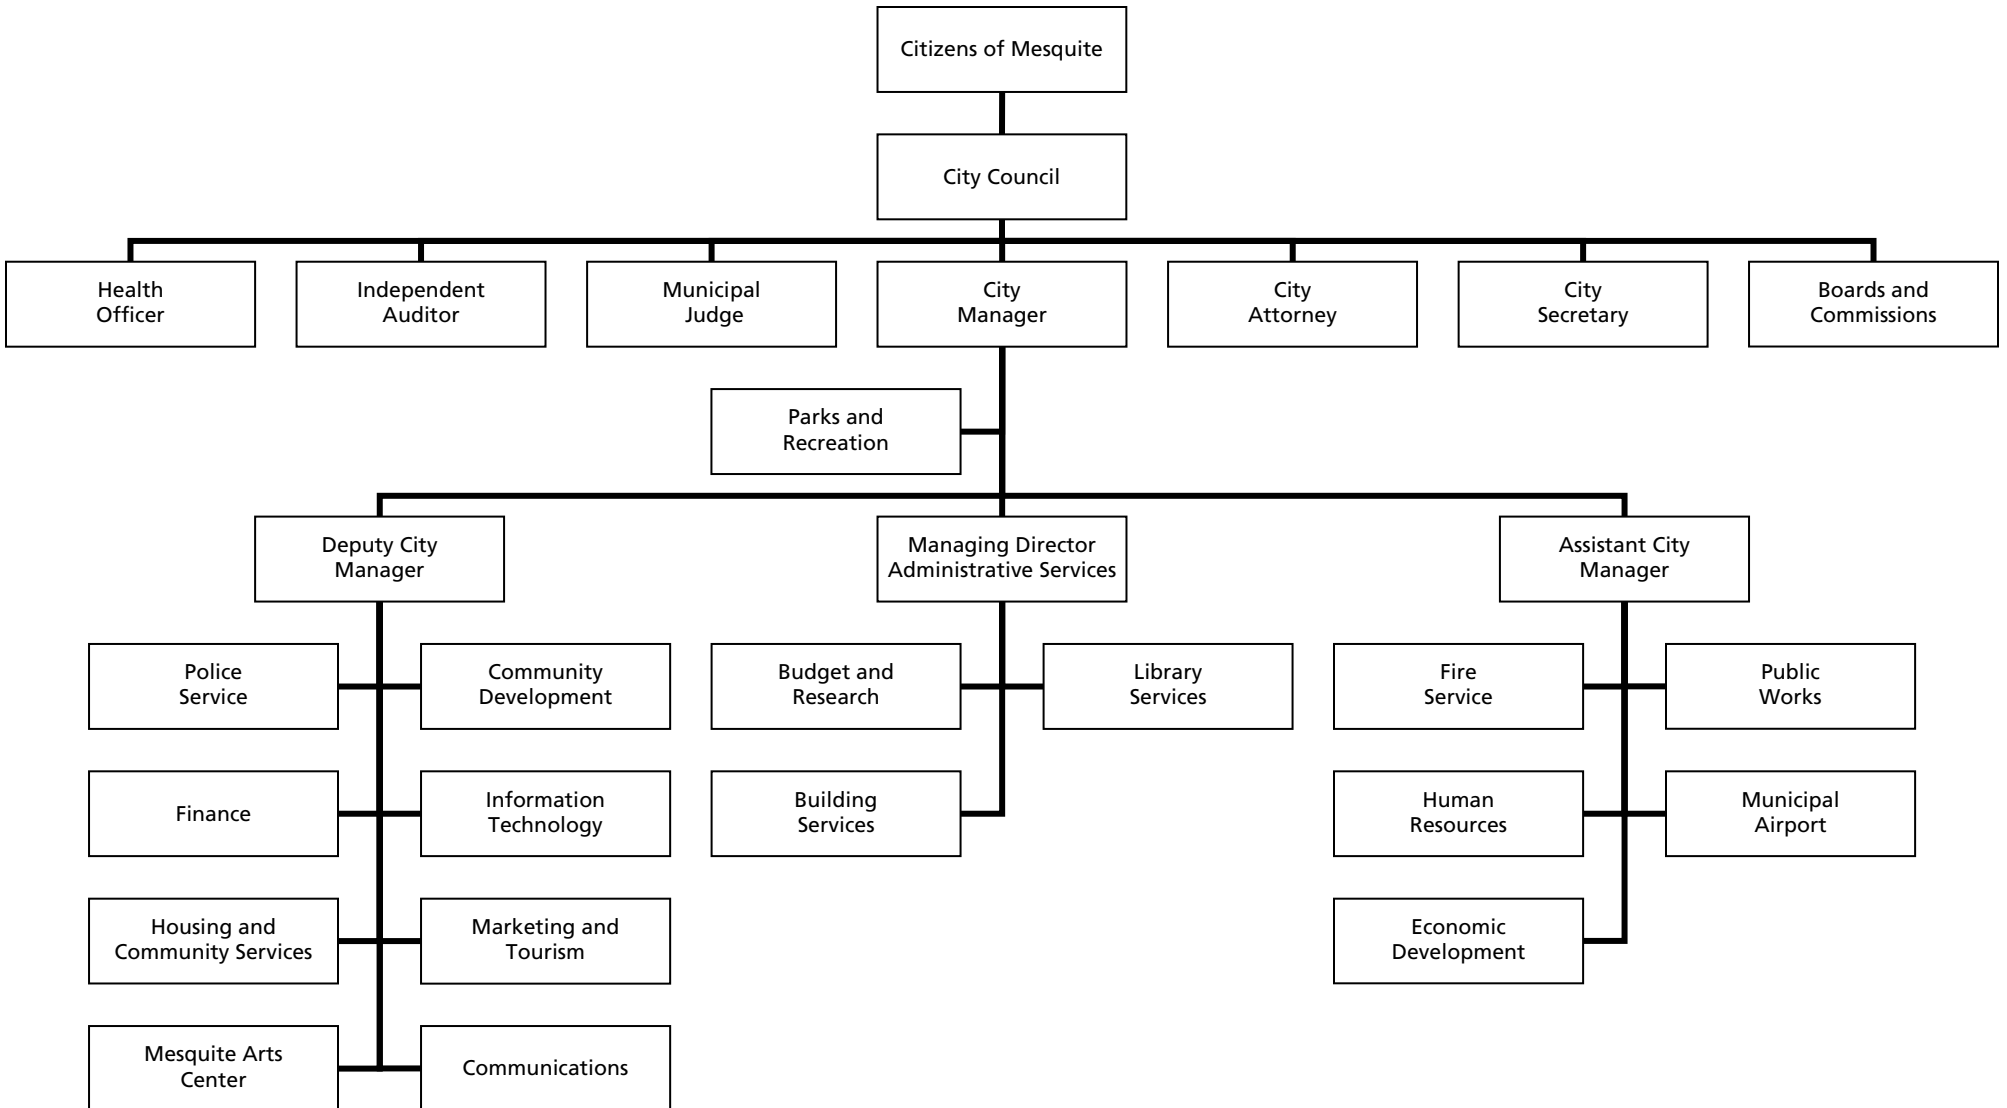 Citizens of Mesquite
City Council
Health
Officer
Independent
Auditor
Municipal
Judge
City
Manager
City
Attorney
City
Secretary
Boards and
Commissions
Parks and
Recreation
Deputy City
Manager
Managing Director
Administrative Services
Assistant City
Manager
Police
Service
Community
Development
Budget and
Research
Library
Services
Fire
Service
Public
Works
Finance
Information
Technology
Building
Services
Human
Resources
Municipal
Airport
Housing and
Community Services
Marketing and
Tourism
Economic
Development
Mesquite Arts
Center
Communications